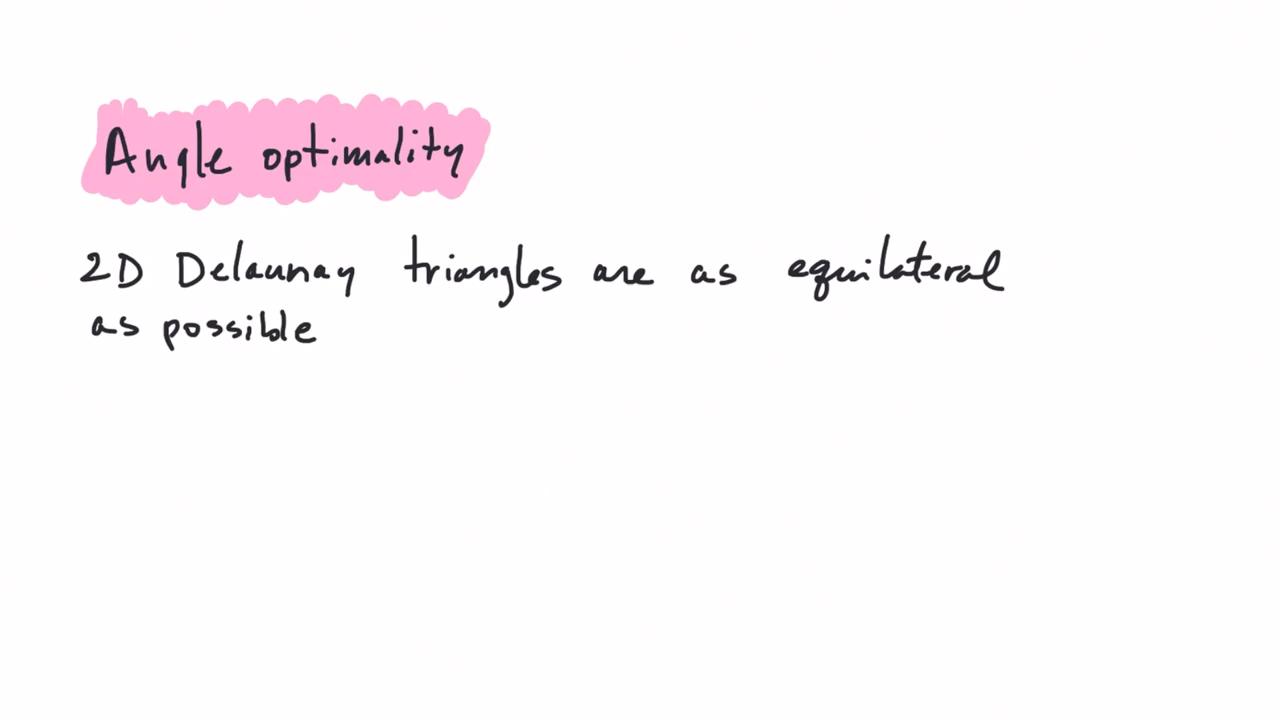 Angle optimality
2D Delaunay triangles are as equilateral
as possible